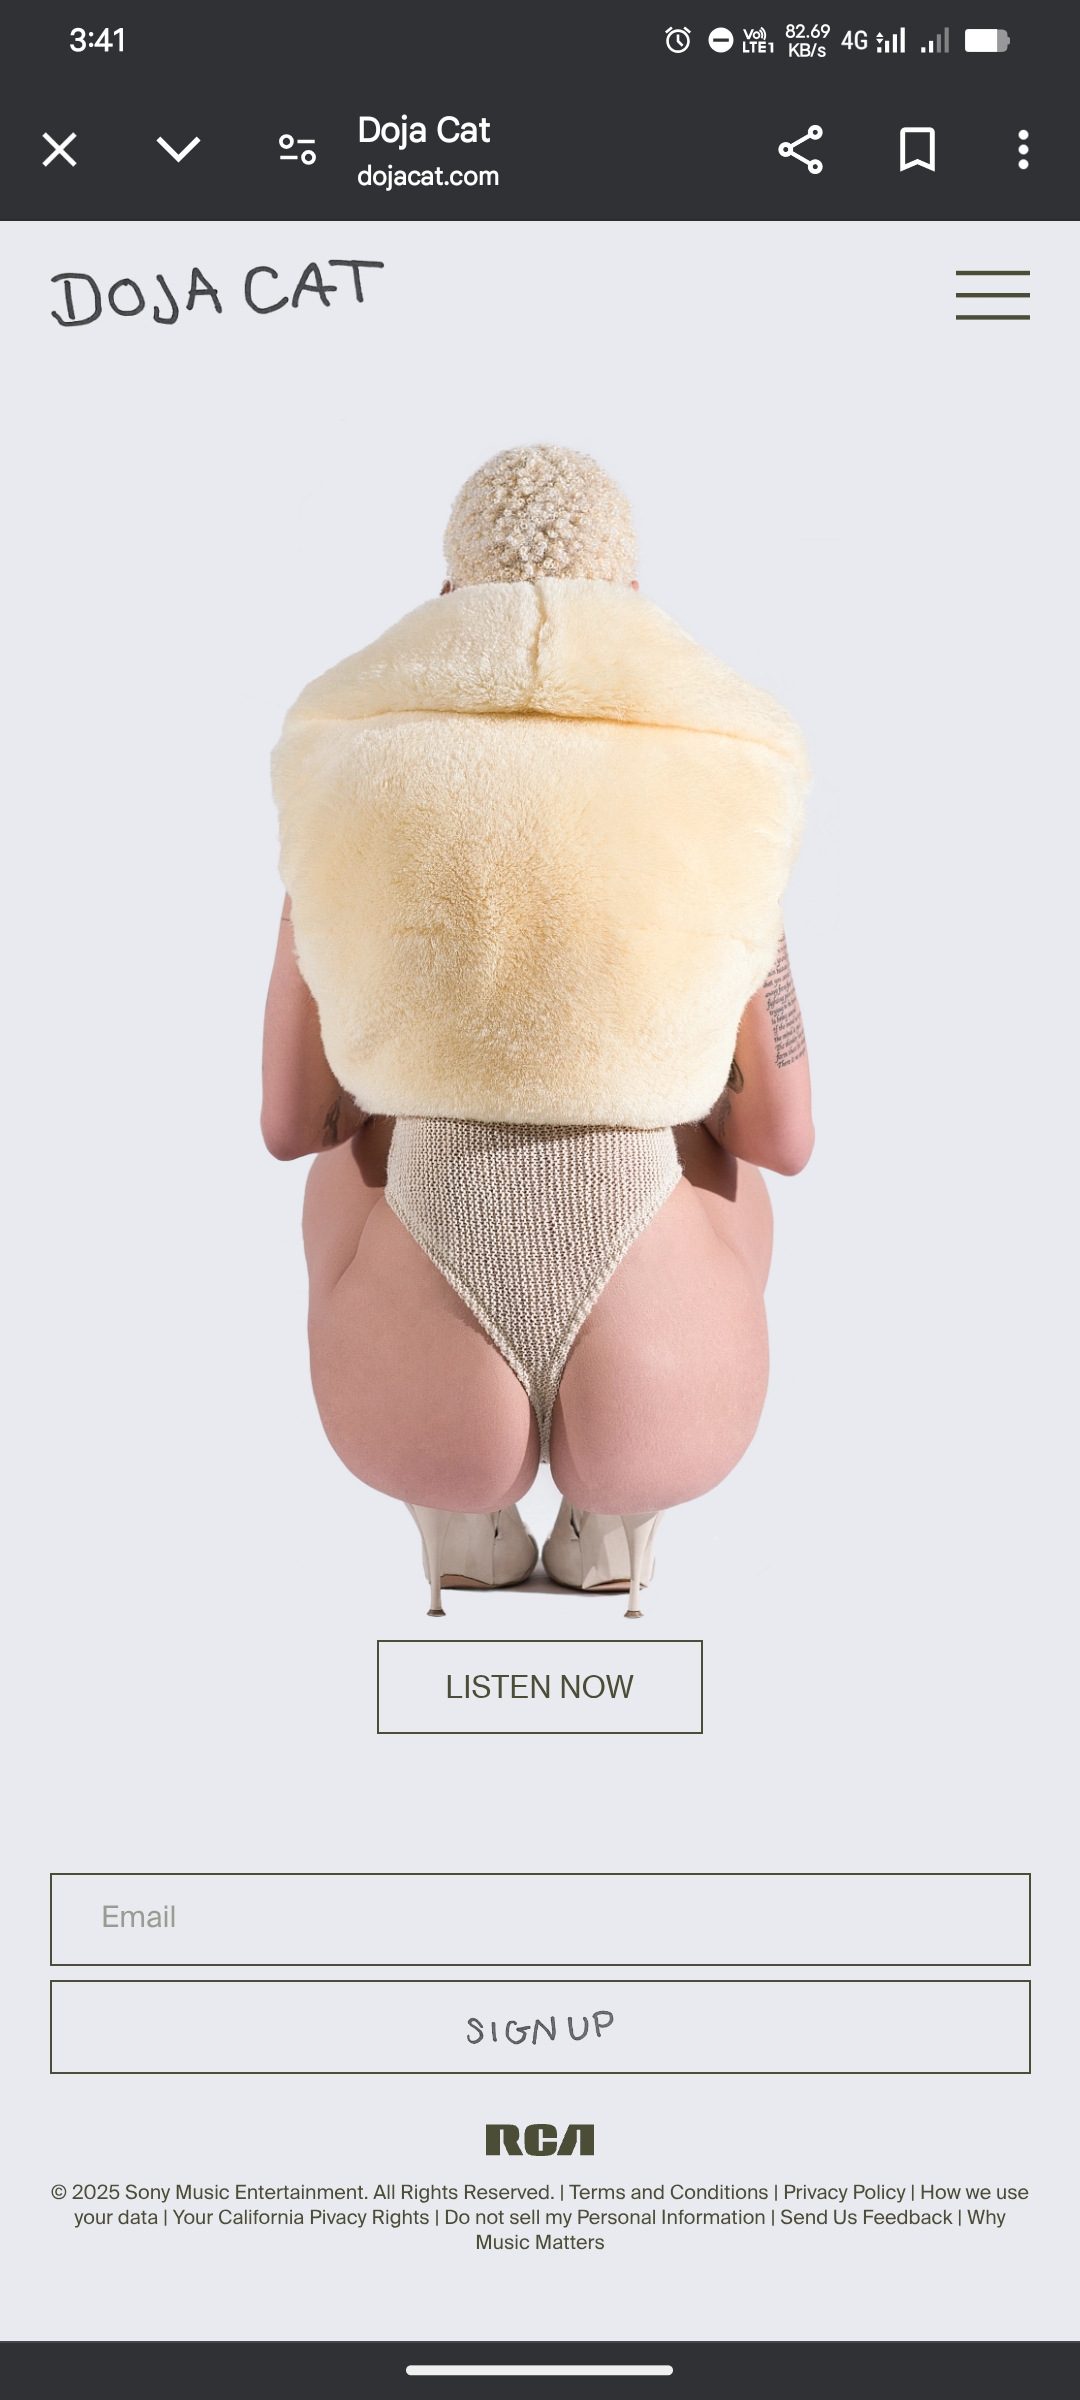 3:41
Vo)) LTE1
82.69 KB/s
4G
Doja Cat
dojacat.com
DOJA CAT
LISTEN NOW
Email
SIGN UP
RCA
© 2025 Sony Music Entertainment. All Rights Reserved. | Terms and Conditions | Privacy Policy | How we use
your data | Your California Pivacy Rights | Do not sell my Personal Information | Send Us Feedback | Why
Music Matters